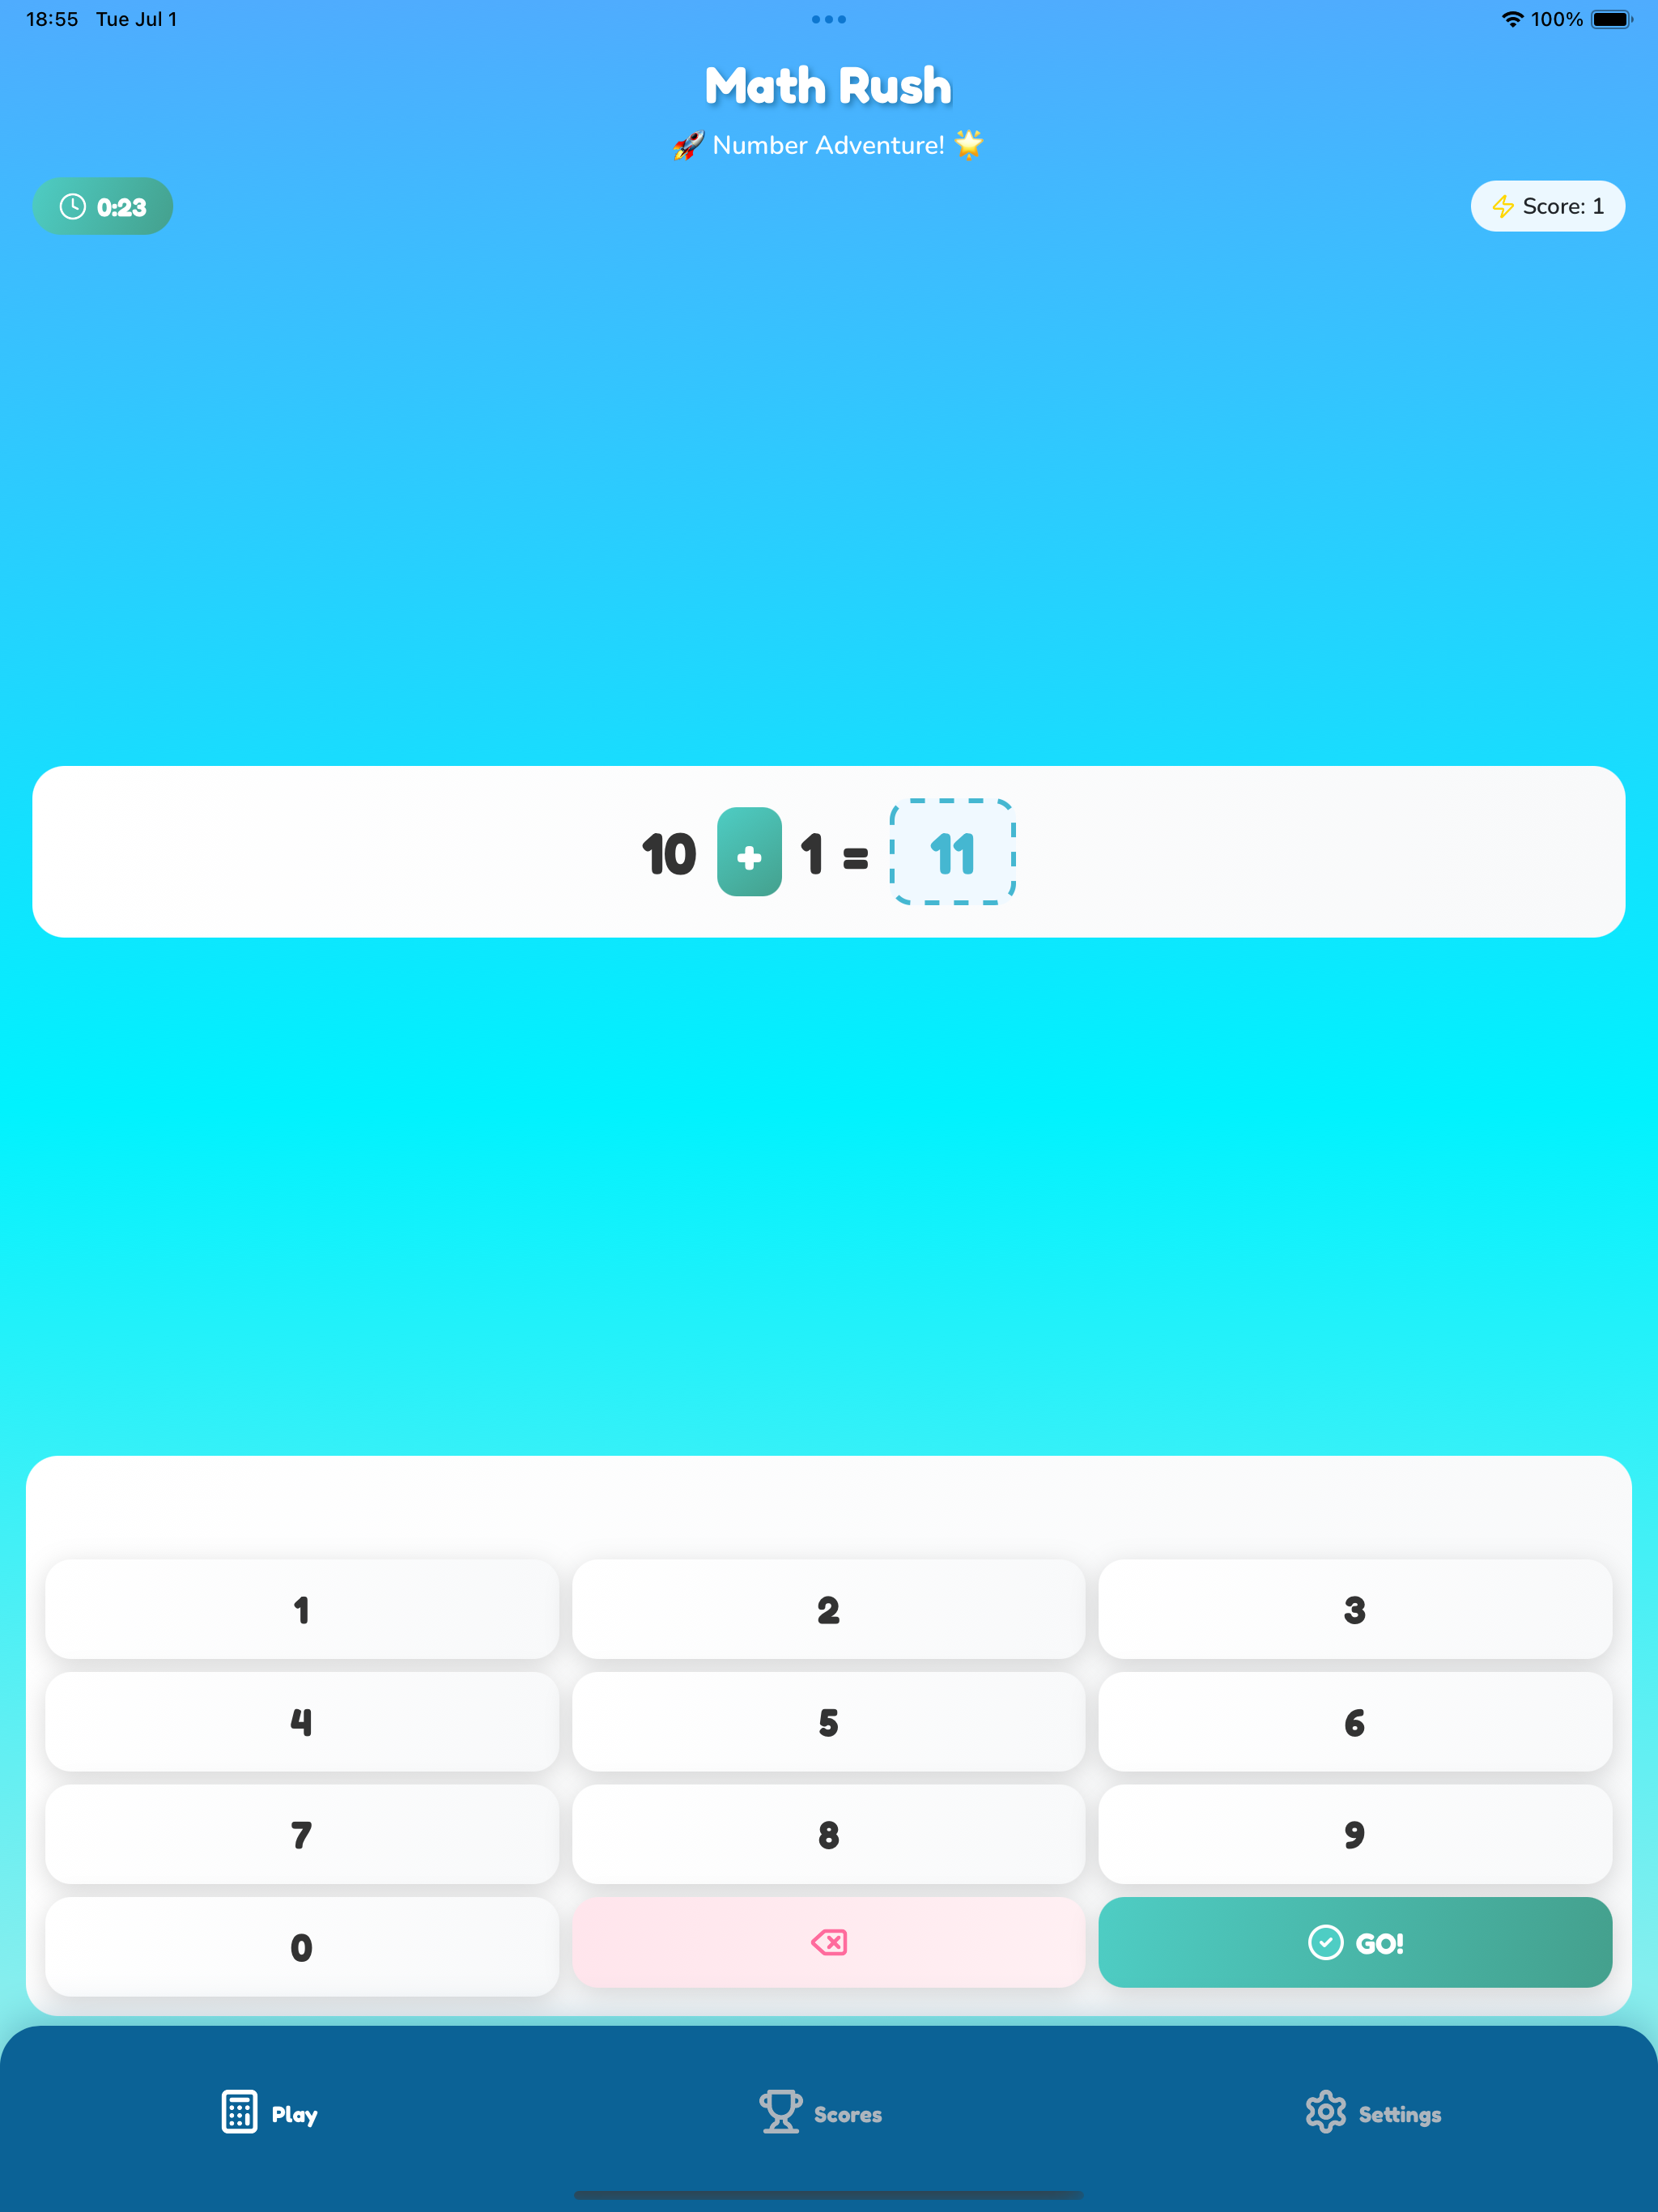 18:55 Tue Jul 1 100%
Math Rush
🚀 Number Adventure! 🌟
0:23 Score: 1
10 + 1 = 11
1 2 3
4 5 6
7 8 9
0 GO!
Play Scores Settings